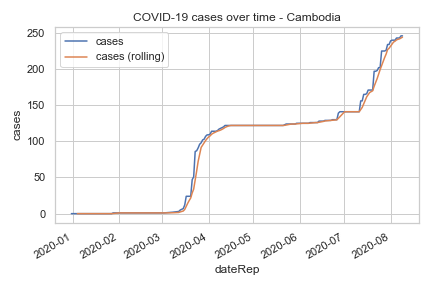 COVID-19 cases over time - Cambodia
cases
cases (rolling)
250
200
150
100
50
0
cases
2020-01
2020-02
2020-03
2020-04
2020-05
2020-06
2020-07
2020-08
dateRep